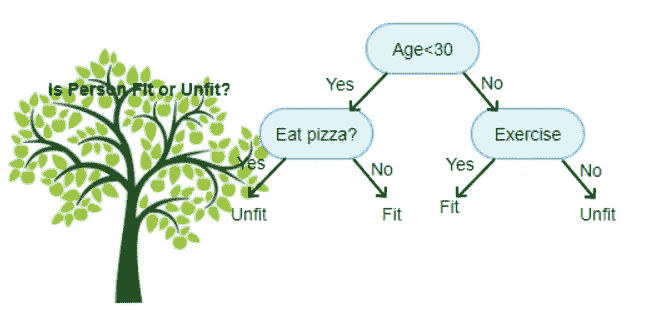 Is Person Fit or Unfit?
Age<30
Yes
No
Eat pizza?
Exercise
Yes
No
Yes
No
Unfit
Fit
Fit
Unfit